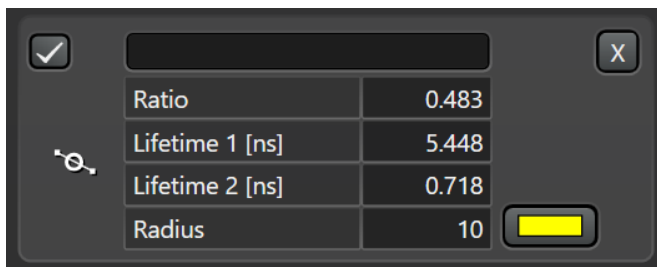 X
Ratio 0.483
Lifetime 1 [ns] 5.448
Lifetime 2 [ns] 0.718
Radius 10